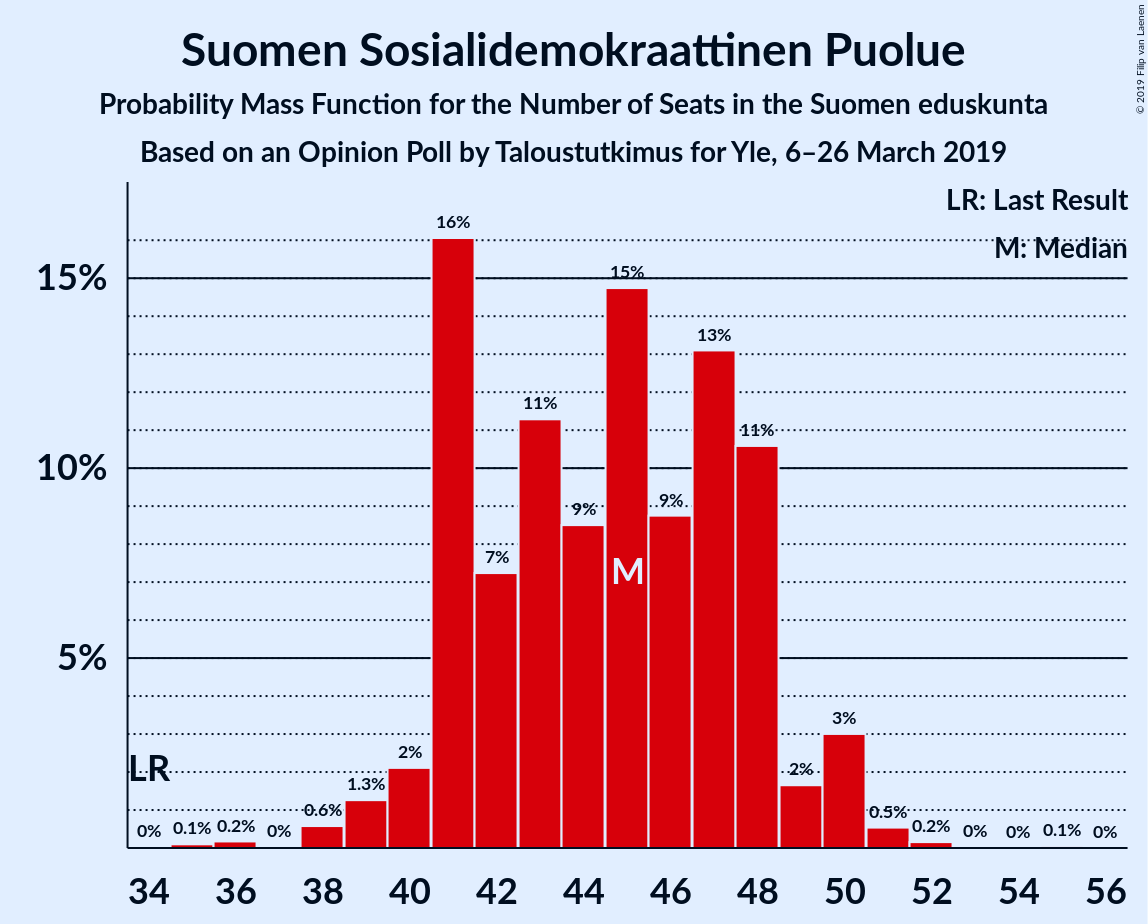 Suomen Sosialidemokraattinen Puolue
Probability Mass Function for the Number of Seats in the Suomen eduskunta
Based on an Opinion Poll by Taloustutkimus for Yle, 6–26 March 2019
© 2019 Filip van Laenen
LR: Last Result
M: Median
15%
10%
5%
16%
15%
13%
11%
11%
9%
9%
7%
M
3%
2%
2%
LR
1.3%
0.6%
0.5%
0% 0.1% 0.2% 0%
0.2% 0% 0% 0.1% 0%
34 36 38 40 42 44 46 48 50 52 54 56